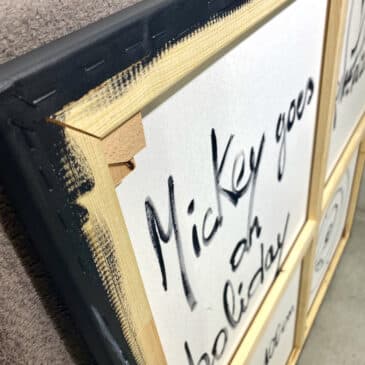 Mickey goes
on
holiday